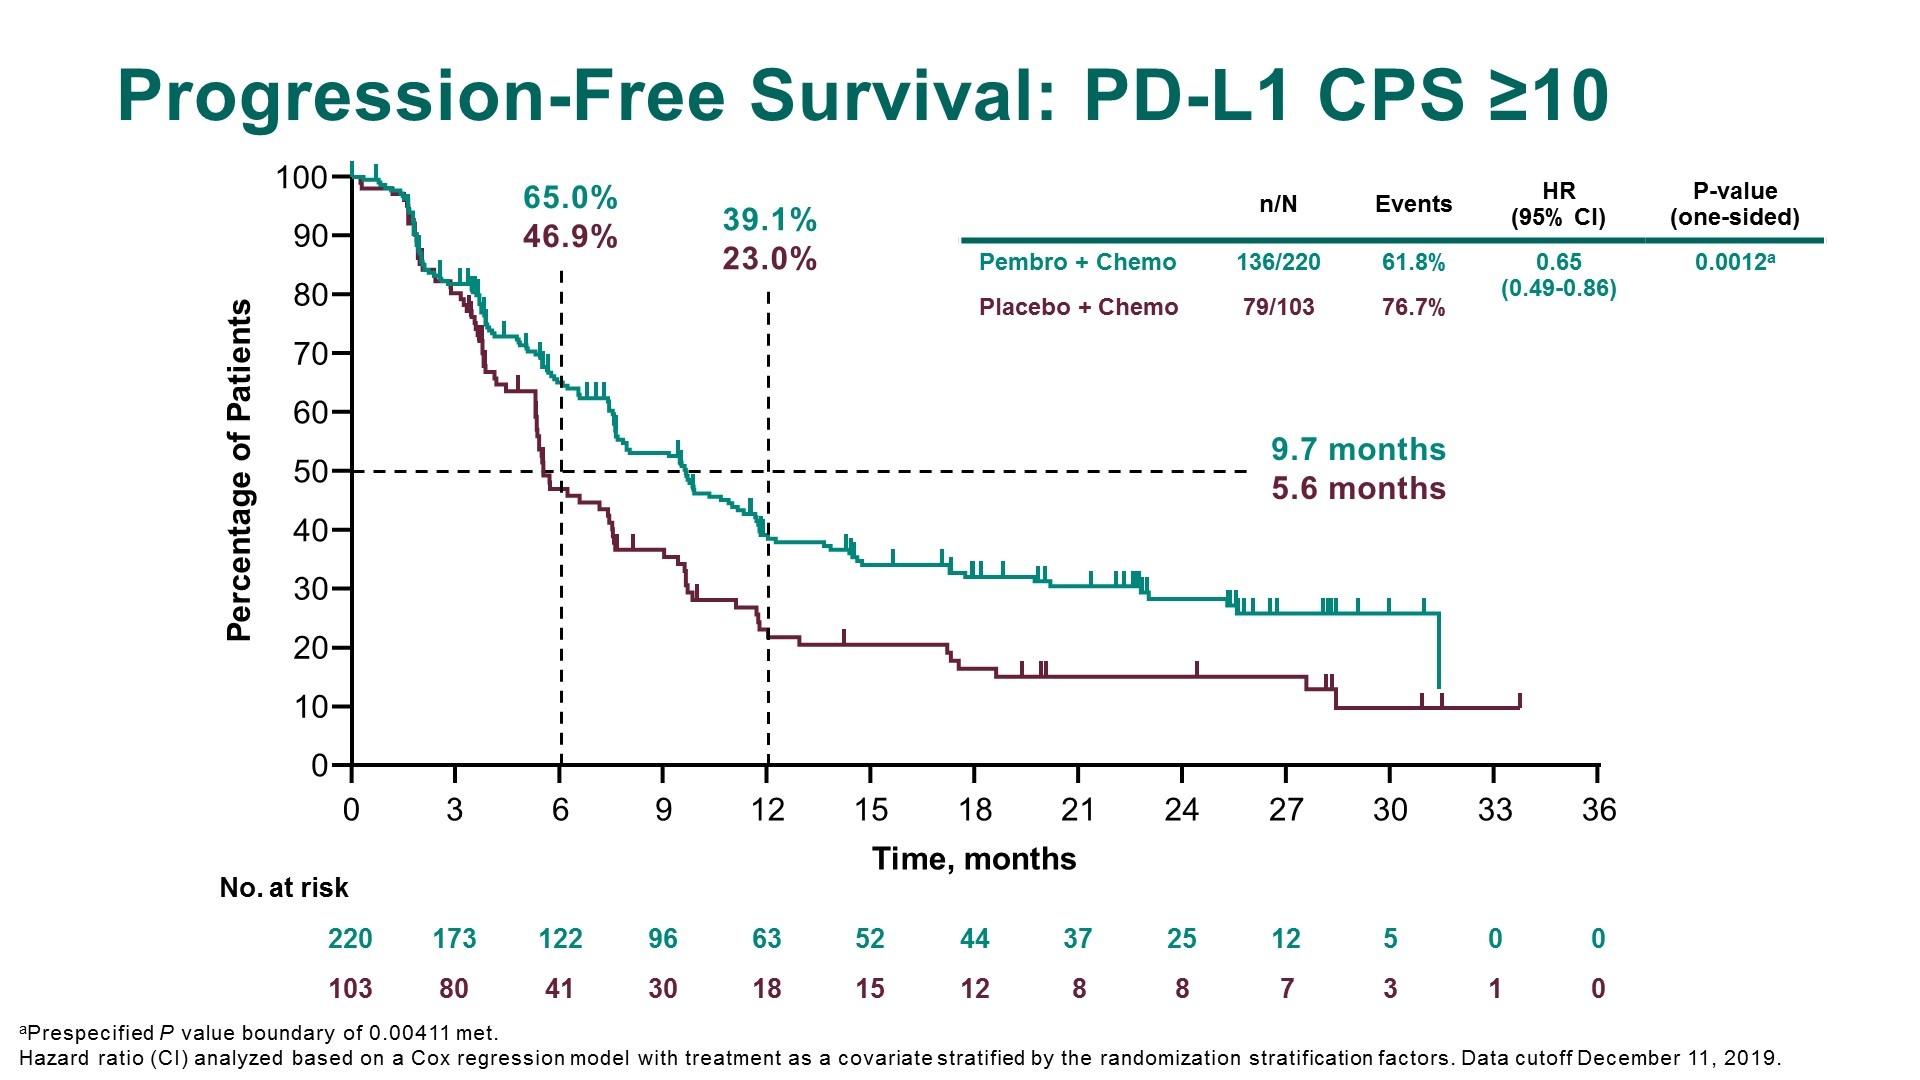 Progression-Free Survival: PD-L1 CPS ≥10
100
90
80
70
60
50
40
30
20
10
0
Percentage of Patients
65.0%
46.9%
39.1%
23.0%
n/N Events HR (95% CI) P-value (one-sided)
Pembro + Chemo 136/220 61.8% 0.65 (0.49-0.86) 0.0012ª
Placebo + Chemo 79/103 76.7%
9.7 months
5.6 months
0 3 6 9 12 15 18 21 24 27 30 33 36
Time, months
No. at risk
220 173 122 96 63 52 44 37 25 12 5 0 0
103 80 41 30 18 15 12 8 8 7 3 1 0
ªPrespecified P value boundary of 0.00411 met.
Hazard ratio (CI) analyzed based on a Cox regression model with treatment as a covariate stratified by the randomization stratification factors. Data cutoff December 11, 2019.